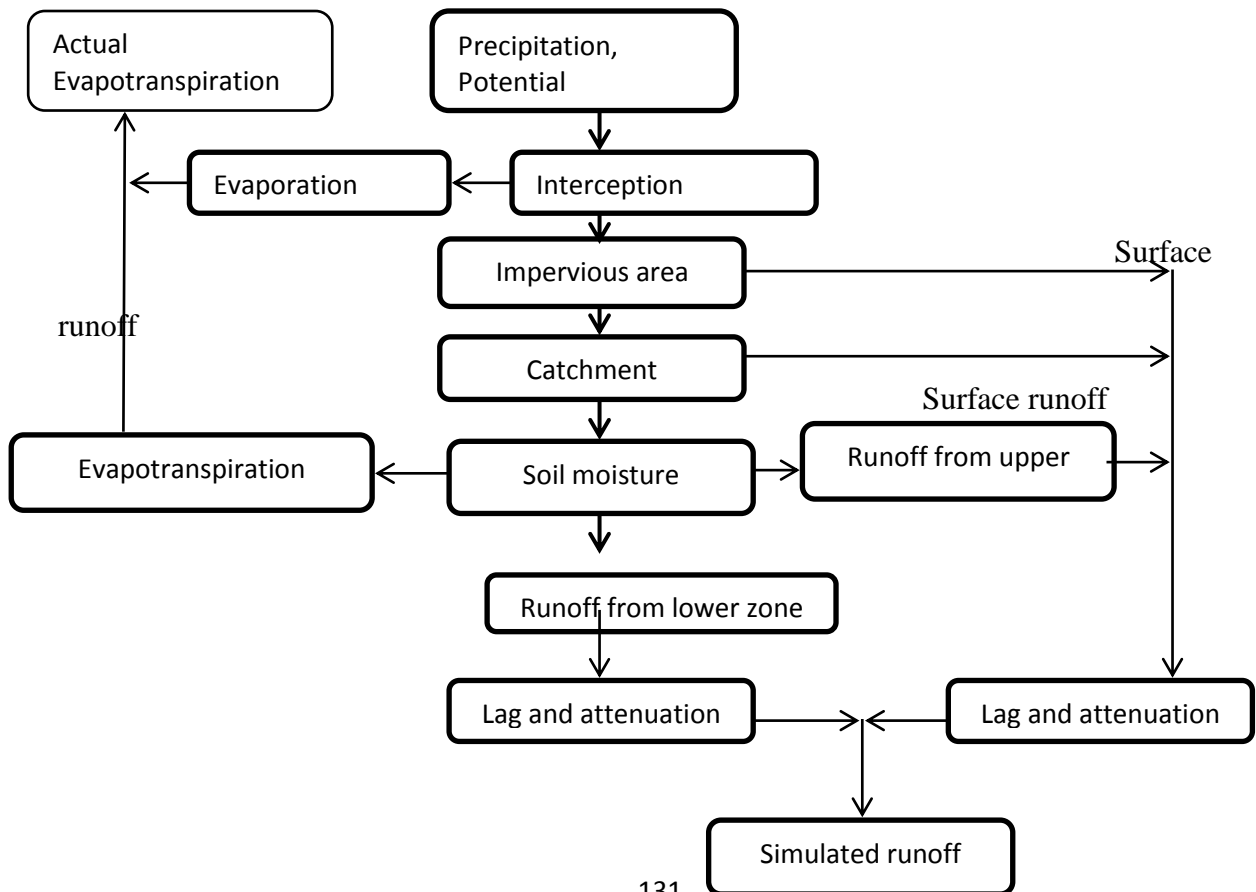 Actual
Evapotranspiration
Precipitation,
Potential
Evaporation
Interception
Impervious area
Surface
runoff
Catchment
Surface runoff
Evapotranspiration
Soil moisture
Runoff from upper
Runoff from lower zone
Lag and attenuation
Lag and attenuation
Simulated runoff
131